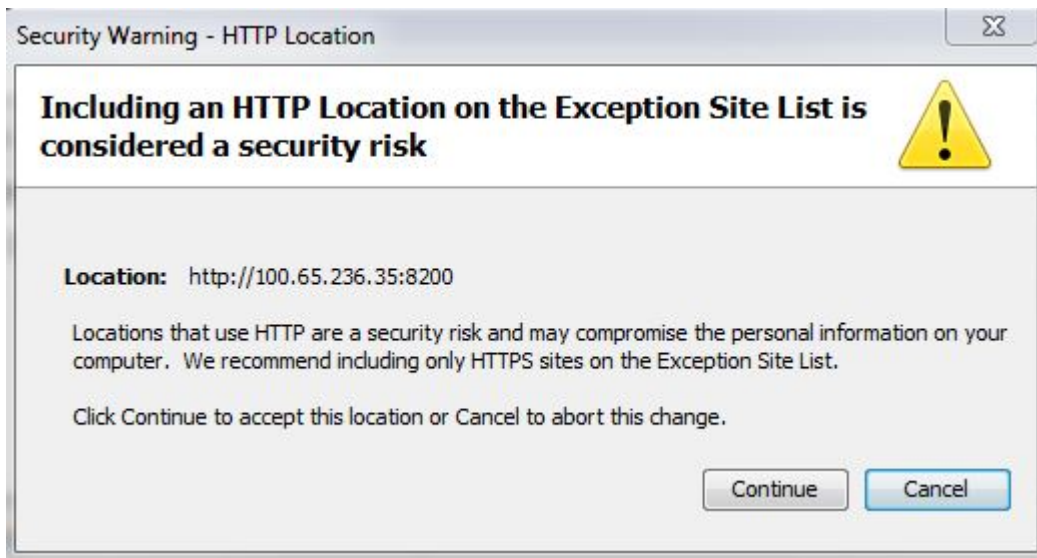 Security Warning - HTTP Location
Including an HTTP Location on the Exception Site List is
considered a security risk
Location: http://100.65.236.35:8200
Locations that use HTTP are a security risk and may compromise the personal information on your
computer. We recommend including only HTTPS sites on the Exception Site List.
Click Continue to accept this location or Cancel to abort this change.
Continue Cancel